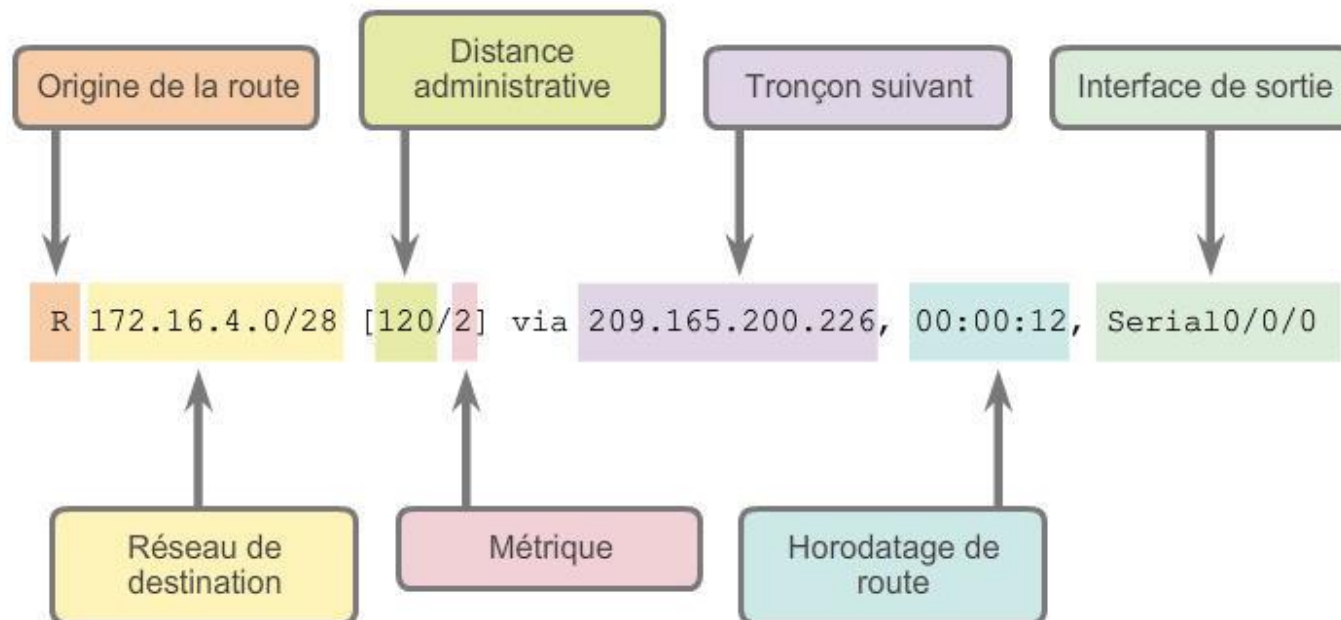 Origine de la route
Distance
administrative
Tronçon suivant
Interface de sortie
R 172.16.4.0/28 [120/2] via 209.165.200.226, 00:00:12, Serial0/0/0
Réseau de
destination
Métrique
Horodatage de
route